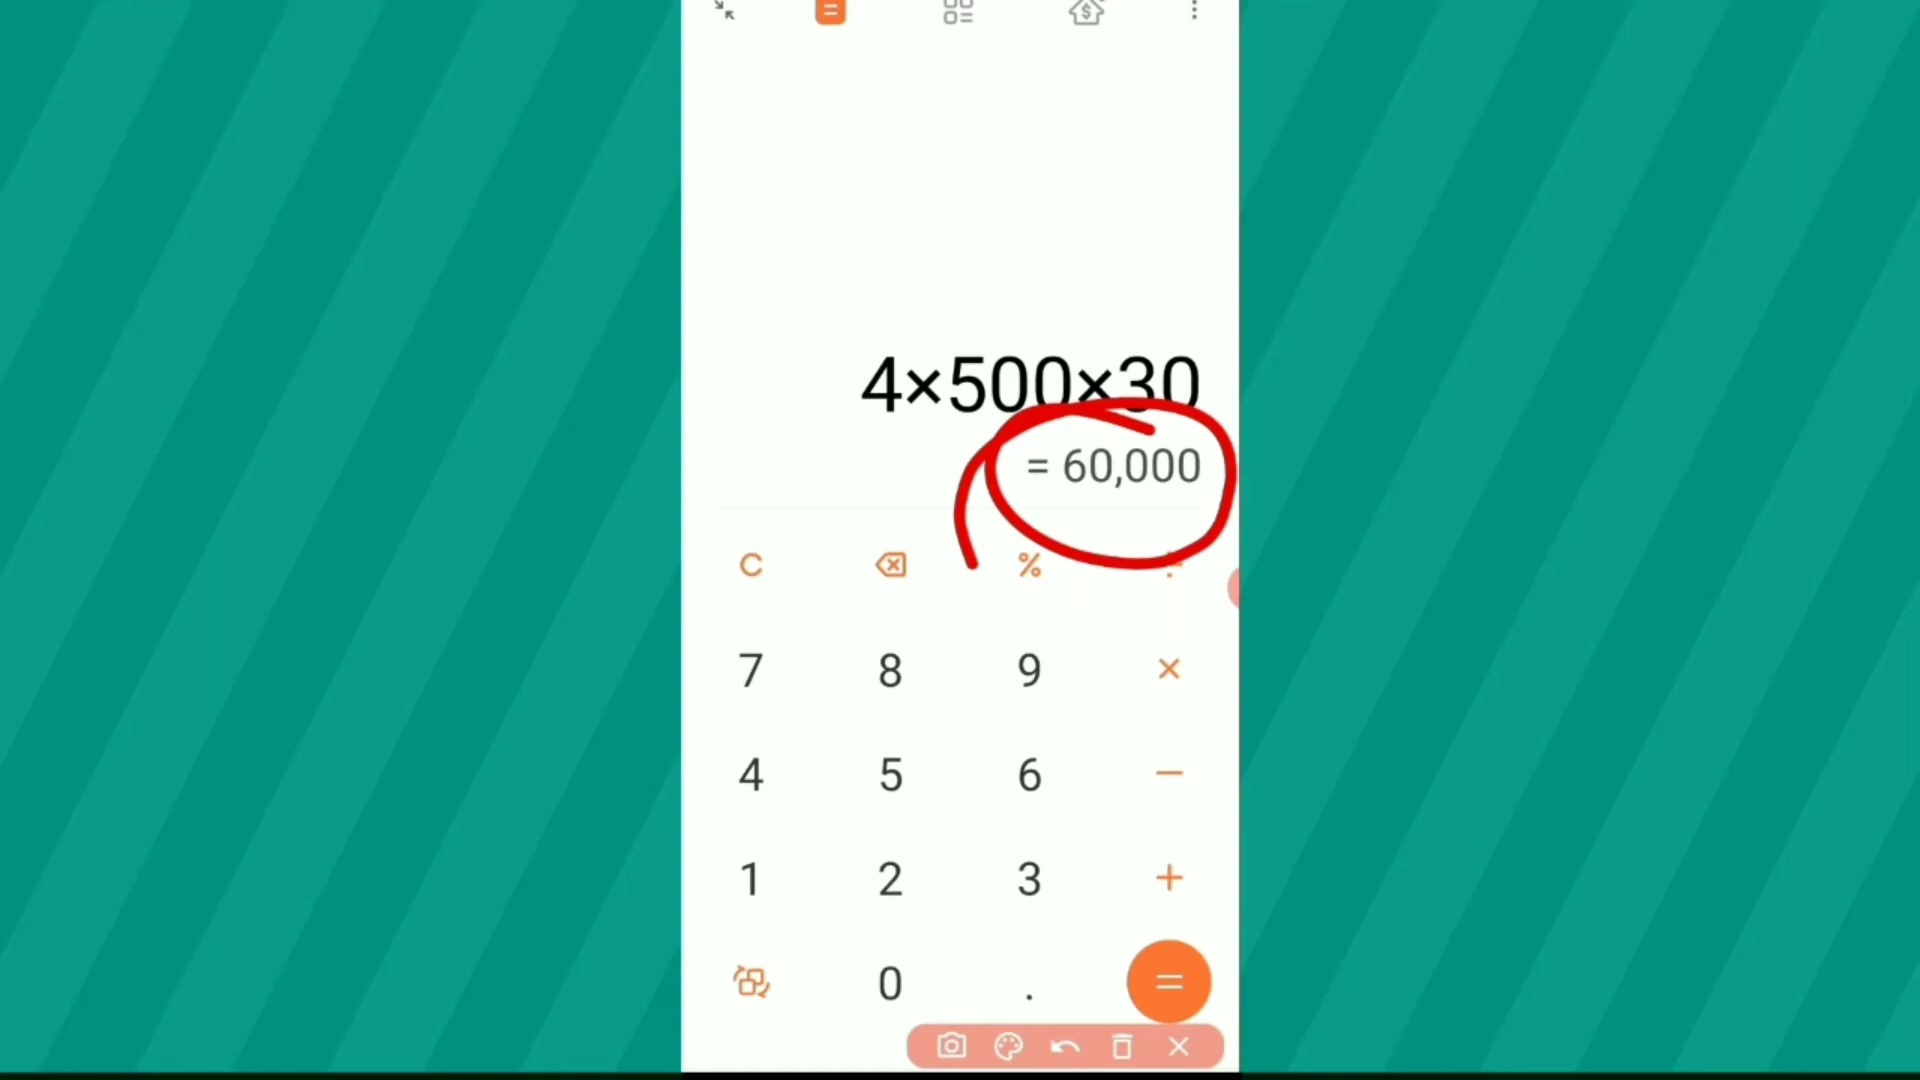 4×500×30
= 60,000
C % ÷
7 8 9 ×
4 5 6 −
1 2 3 +
0 . =